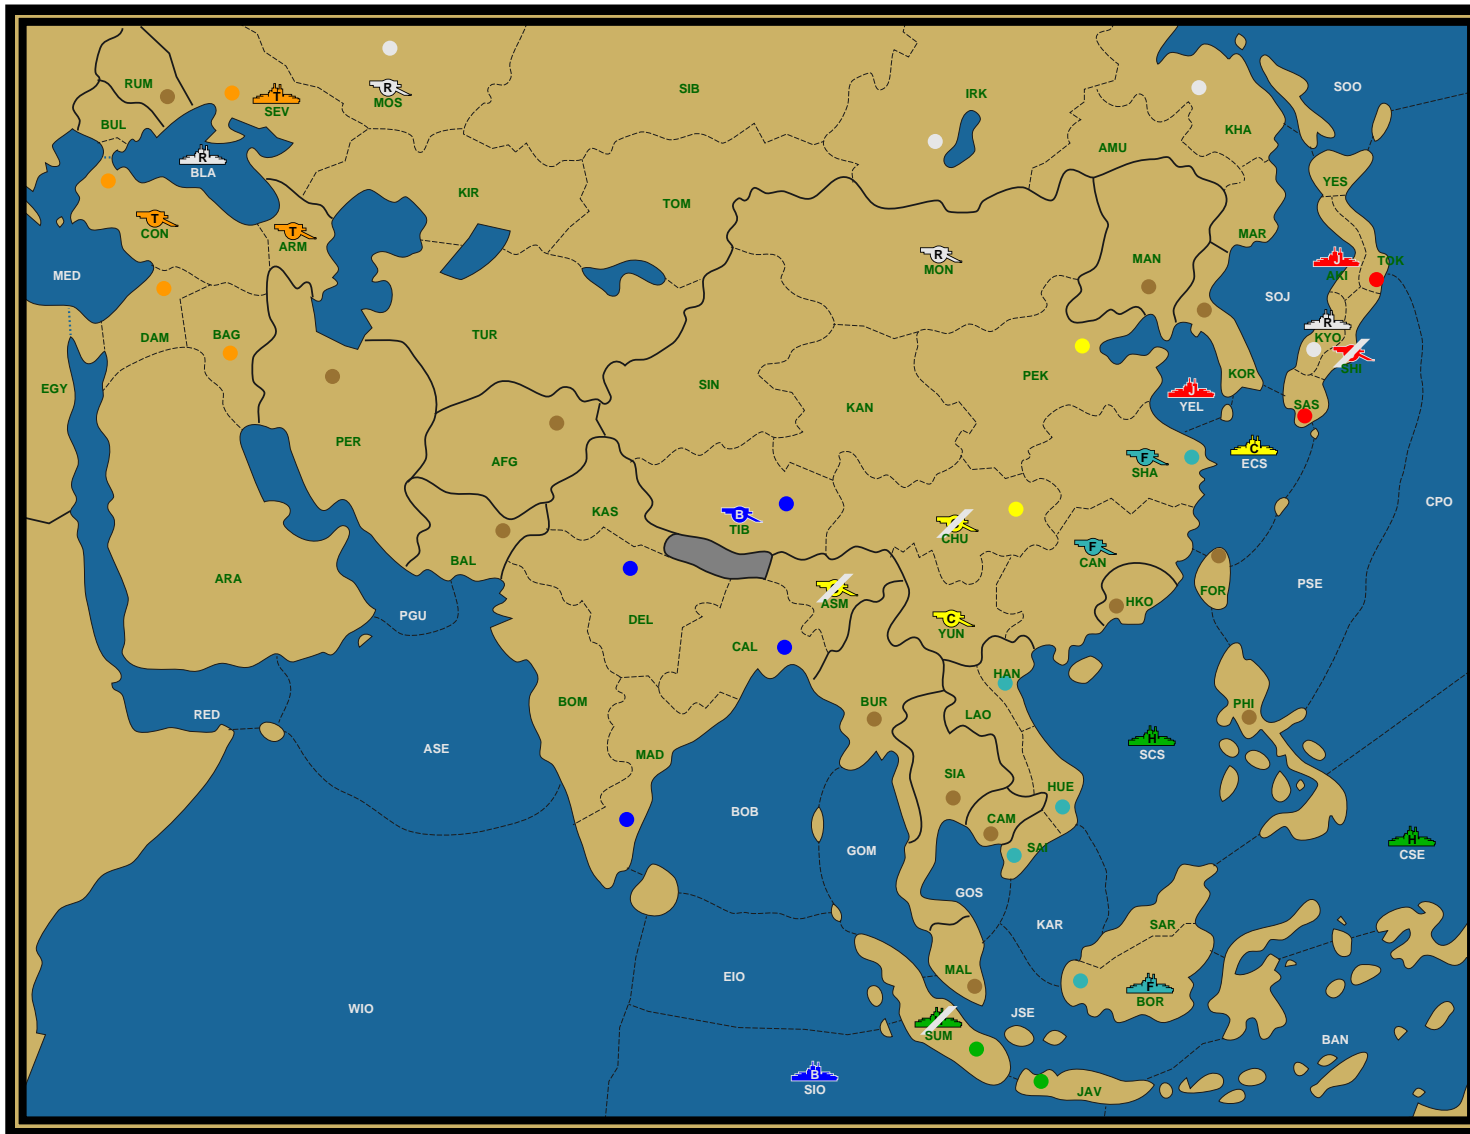 SOO
RUM
SIB
R
MOS
T
SEV
IRK
BUL
KHA
AMU
R
BLA
YES
KIR
TOM
T
CON
T
ARM
MAR
R
MON
MAN
J
AKI
TOK
MED
SOJ
DAM
BAG
TUR
R
KYO
SHI
EGY
SIN
PEK
KOR
KAN
J
YEL
SAS
PER
C
ECS
AFG
F
SHA
CPO
KAS
B
TIB
CHU
BAL
F
CAN
ARA
PSE
FOR
ASM
HKO
PGU
DEL
C
YUN
CAL
HAN
BOM
BUR
PHI
RED
LAO
ASE
MAD
H
SCS
SIA
HUE
BOB
CAM
H
CSE
GOM
SAI
GOS
KAR
SAR
EIO
MAL
F
BOR
WIO
JSE
SUM
BAN
B
SIO
JAV